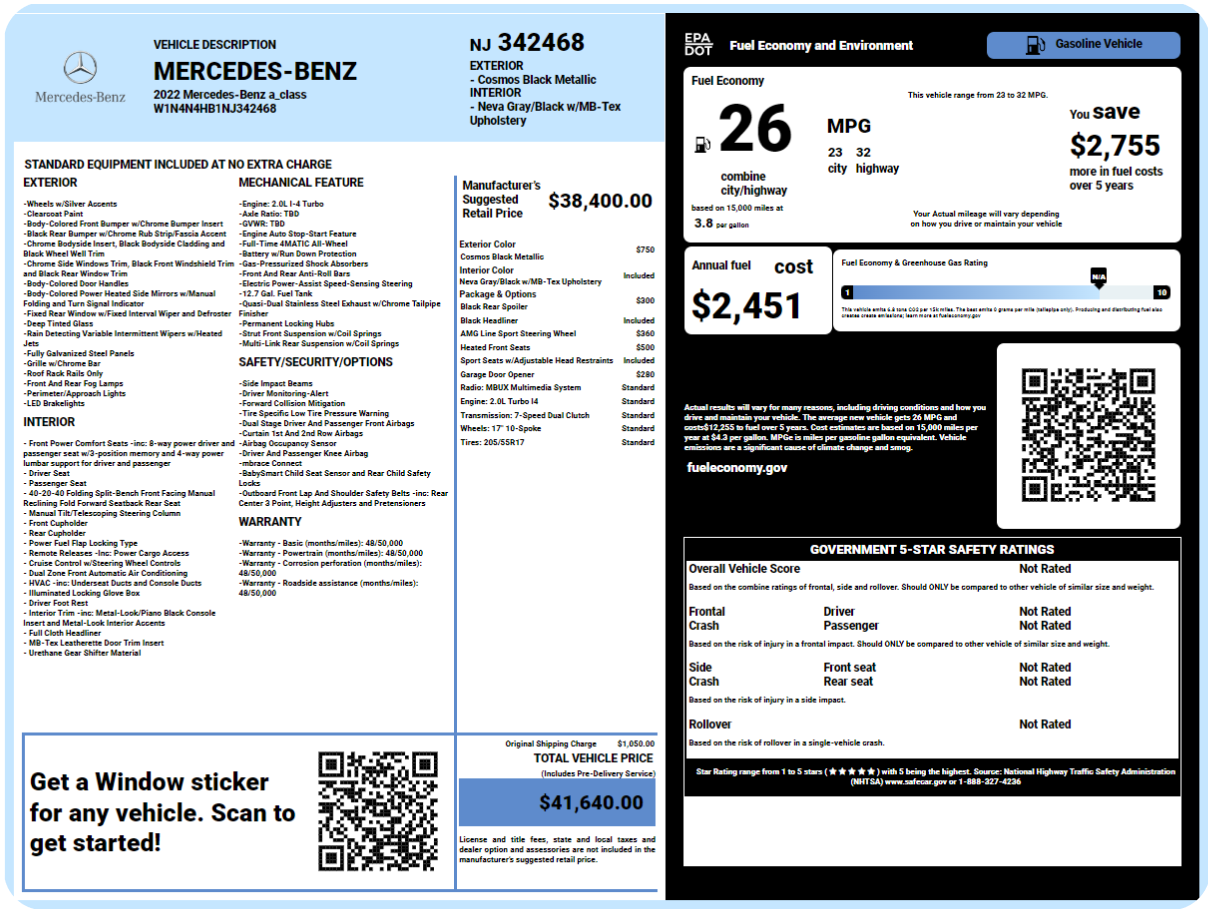 Mercedes-Benz
VEHICLE DESCRIPTION
MERCEDES-BENZ
2022 Mercedes-Benz a_class
W1N4N4HB1NJ342468
NJ 342468
EXTERIOR
- Cosmos Black Metallic
INTERIOR
- Neva Gray/Black w/MB-Tex
Upholstery
STANDARD EQUIPMENT INCLUDED AT NO EXTRA CHARGE
EXTERIOR
-Wheels w/Silver Accents
-Clearcoat Paint
-Body-Colored Front Bumper w/Chrome Bumper Insert
-Black Rear Bumper w/Chrome Rub Strip/Fascia Accent
-Chrome Bodyside Insert, Black Bodyside Cladding and
Black Wheel Well Trim
-Chrome Side Windows Trim, Black Front Windshield Trim
and Black Rear Window Trim
-Body-Colored Door Handles
-Body-Colored Power Heated Side Mirrors w/Manual
Folding and Turn Signal Indicator
-Fixed Rear Window w/Fixed Interval Wiper and Defroster
-Deep Tinted Glass
-Rain Detecting Variable Intermittent Wipers w/Heated
Jets
-Fully Galvanized Steel Panels
-Grille w/Chrome Bar
-Roof Rack Rails Only
-Front And Rear Fog Lamps
-Perimeter/Approach Lights
-LED Brakelights
INTERIOR
- Front Power Comfort Seats -inc: 8-way power driver and
passenger seat w/3-position memory and 4-way power
lumbar support for driver and passenger
- Driver Seat
- Passenger Seat
- 40-20-40 Folding Split-Bench Front Facing Manual
Reclining Fold Forward Seatback Rear Seat
- Manual Tilt/Telescoping Steering Column
- Front Cupholder
- Rear Cupholder
- Power Fuel Flap Locking Type
- Remote Releases -Inc: Power Cargo Access
- Cruise Control w/Steering Wheel Controls
- Dual Zone Front Automatic Air Conditioning
- HVAC -inc: Underseat Ducts and Console Ducts
- Illuminated Locking Glove Box
- Driver Foot Rest
- Interior Trim -inc: Metal-Look/Piano Black Console
Insert and Metal-Look Interior Accents
- Full Cloth Headliner
- MB-Tex Leatherette Door Trim Insert
- Urethane Gear Shifter Material
MECHANICAL FEATURE
-Engine: 2.0L I-4 Turbo
-Axle Ratio: TBD
-GVWR: TBD
-Engine Auto Stop-Start Feature
-Full-Time 4MATIC All-Wheel
-Battery w/Run Down Protection
-Gas-Pressurized Shock Absorbers
-Front And Rear Anti-Roll Bars
-Electric Power-Assist Speed-Sensing Steering
-12.7 Gal. Fuel Tank
-Quasi-Dual Stainless Steel Exhaust w/Chrome Tailpipe
Finisher
-Permanent Locking Hubs
-Strut Front Suspension w/Coil Springs
-Multi-Link Rear Suspension w/Coil Springs
SAFETY/SECURITY/OPTIONS
-Side Impact Beams
-Driver Monitoring-Alert
-Forward Collision Mitigation
-Tire Specific Low Tire Pressure Warning
-Dual Stage Driver And Passenger Front Airbags
-Curtain 1st And 2nd Row Airbags
-Airbag Occupancy Sensor
-Driver And Passenger Knee Airbag
-mbrace Connect
-BabySmart Child Seat Sensor and Rear Child Safety
Locks
-Outboard Front Lap And Shoulder Safety Belts -inc: Rear
Center 3 Point, Height Adjusters and Pretensioners
WARRANTY
-Warranty - Basic (months/miles): 48/50,000
-Warranty - Powertrain (months/miles): 48/50,000
-Warranty - Corrosion perforation (months/miles):
48/50,000
-Warranty - Roadside assistance (months/miles):
48/50,000
Manufacturer's
Suggested
Retail Price $38,400.00
Exterior Color
Cosmos Black Metallic $750
Interior Color
Neva Gray/Black w/MB-Tex Upholstery Included
Package & Options
Black Rear Spoiler $300
Black Headliner Included
AMG Line Sport Steering Wheel $360
Heated Front Seats $500
Sport Seats w/Adjustable Head Restraints Included
Garage Door Opener $280
Radio: MBUX Multimedia System Standard
Engine: 2.0L Turbo I4 Standard
Transmission: 7-Speed Dual Clutch Standard
Wheels: 17" 10-Spoke Standard
Tires: 205/55R17 Standard
Get a Window sticker
for any vehicle. Scan to
get started!
Original Shipping Charge $1,050.00
TOTAL VEHICLE PRICE
(Includes Pre-Delivery Service)
$41,640.00
License and title fees, state and local taxes and
dealer option and assessories are not included in the
manufacturer's suggested retail price.
EPA
DOT
Fuel Economy and Environment
Gasoline Vehicle
Fuel Economy
26
MPG
23 32
city highway
combine
city/highway
based on 15,000 miles at
3.8 per gallon
This vehicle range from 23 to 32 MPG.
You save
$2,755
more in fuel costs
over 5 years
Your Actual mileage will vary depending
on how you drive or maintain your vehicle
Annual fuel cost
$2,451
Fuel Economy & Greenhouse Gas Rating
N/A
1
10
This vehicle emits 6.8 tons CO2 per 15k miles. The best emits 0 grams per mile (tailpipe only). Producing and distributing fuel also
creates create emissions; learn more at fueleconomy.gov
Actual results will vary for many reasons, including driving conditions and how you
drive and maintain your vehicle. The average new vehicle gets 26 MPG and
costs$12,255 to fuel over 5 years. Cost estimates are based on 15,000 miles per
year at $4.3 per gallon. MPGe is miles per gasoline gallon equivalent. Vehicle
emissions are a significant cause of climate change and smog.
fueleconomy.gov
GOVERNMENT 5-STAR SAFETY RATINGS
Overall Vehicle Score Not Rated
Based on the combine ratings of frontal, side and rollover. Should ONLY be compared to other vehicle of similar size and weight.
Frontal Driver Not Rated
Crash Passenger Not Rated
Based on the risk of injury in a frontal impact. Should ONLY be compared to other vehicle of similar size and weight.
Side Front seat Not Rated
Crash Rear seat Not Rated
Based on the risk of injury in a side impact.
Rollover Not Rated
Based on the risk of rollover in a single-vehicle crash.
Star Rating range from 1 to 5 stars (★★★★★) with 5 being the highest. Source: National Highway Traffic Safety Administration
(NHTSA) www.safecar.gov or 1-888-327-4236